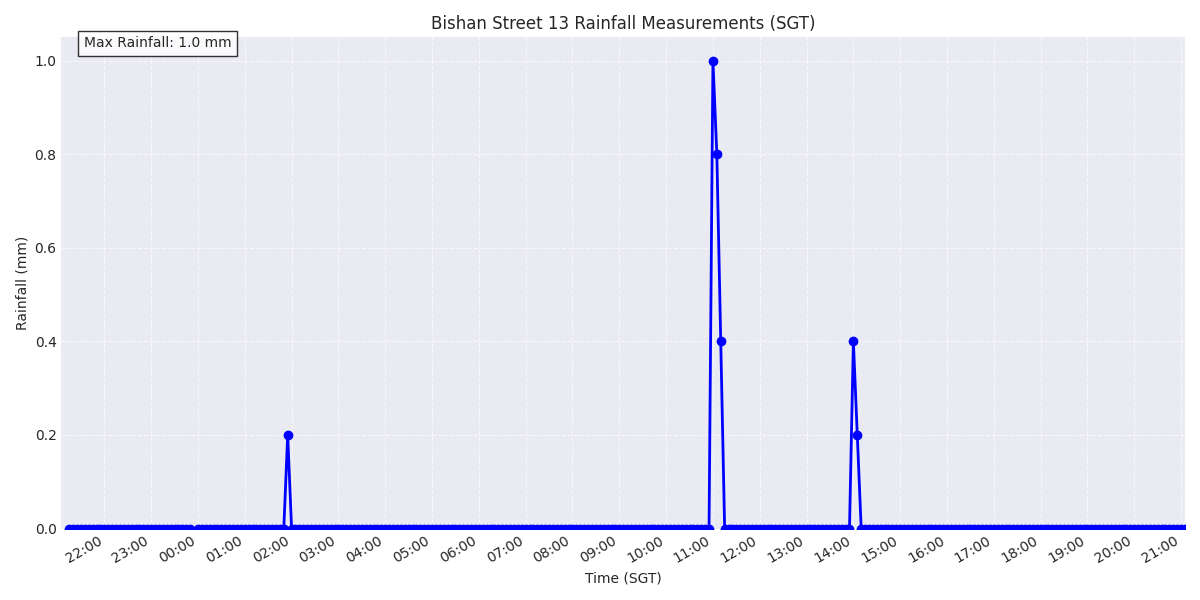 Bishan Street 13 Rainfall Measurements (SGT)
Max Rainfall: 1.0 mm
1.0
0.8
0.6
0.4
0.2
0.0
Rainfall (mm)
22:00 23:00 00:00 01:00 02:00 03:00 04:00 05:00 06:00 07:00 08:00 09:00 10:00 11:00 12:00 13:00 14:00 15:00 16:00 17:00 18:00 19:00 20:00 21:00
Time (SGT)